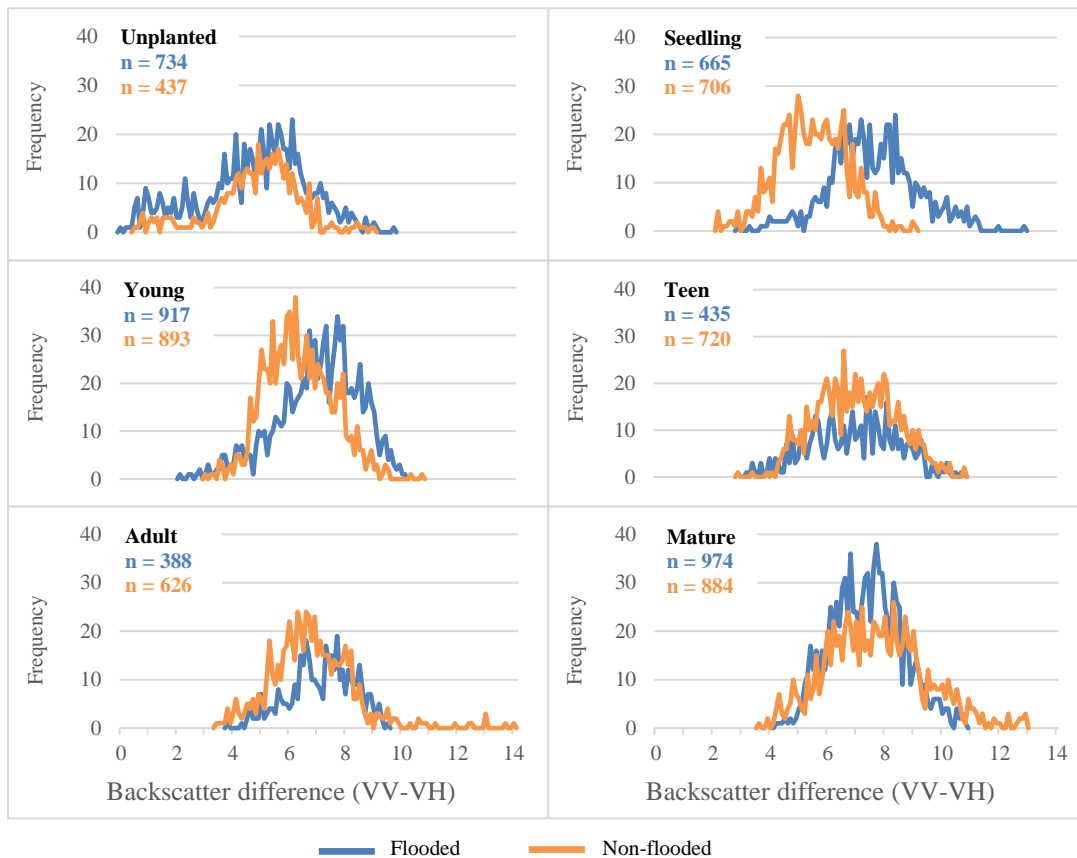 Unplanted
n = 734
n = 437
Frequency
40
30
20
10
0
Seedling
n = 665
n = 706
Frequency
40
30
20
10
0
Young
n = 917
n = 893
Frequency
40
30
20
10
0
Teen
n = 435
n = 720
Frequency
40
30
20
10
0
Adult
n = 388
n = 626
Frequency
40
30
20
10
0
0 2 4 6 8 10 12 14
Backscatter difference (VV-VH)
Mature
n = 974
n = 884
Frequency
40
30
20
10
0
0 2 4 6 8 10 12 14
Backscatter difference (VV-VH)
Flooded Non-flooded